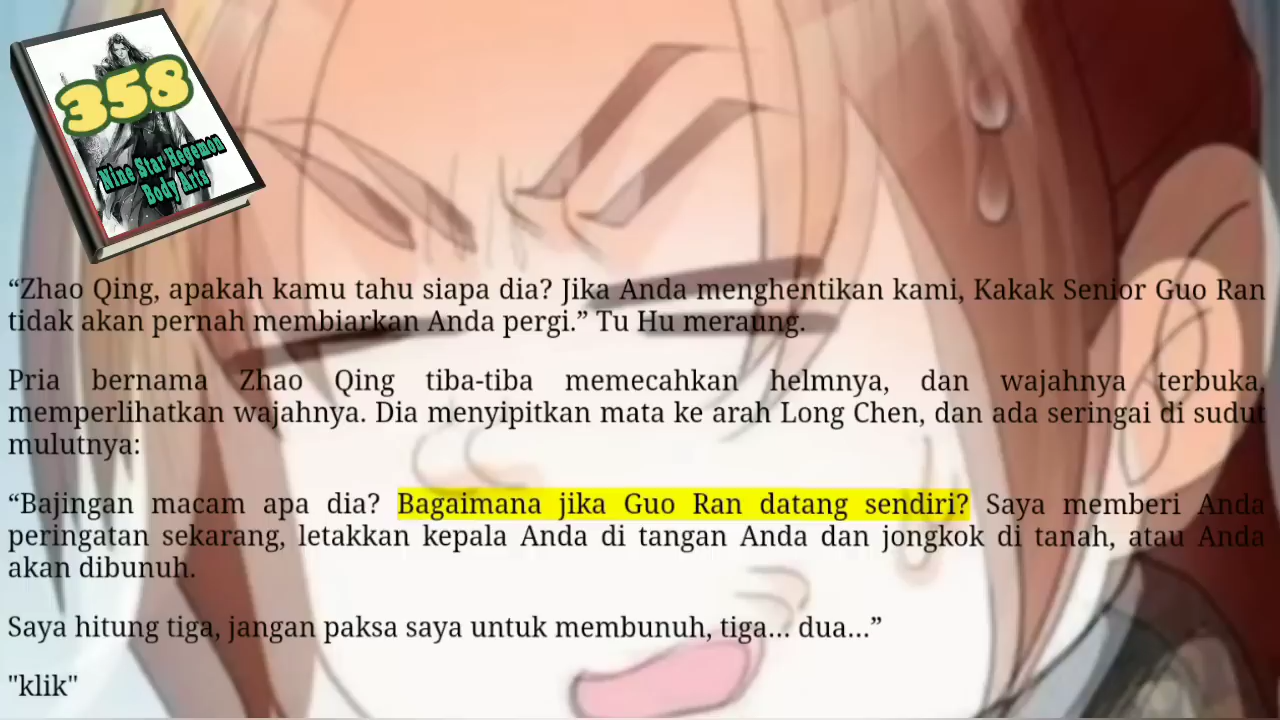 358
Nine Star Hegemon
Body Arts
“Zhao Qing, apakah kamu tahu siapa dia? Jika Anda menghentikan kami, Kakak Senior Guo Ran
tidak akan pernah membiarkan Anda pergi.” Tu Hu meraung.
Pria bernama Zhao Qing tiba-tiba memecahkan helmnya, dan wajahnya terbuka,
memperlihatkan wajahnya. Dia menyipitkan mata ke arah Long Chen, dan ada seringai di sudut
mulutnya:
“Bajingan macam apa dia? Bagaimana jika Guo Ran datang sendiri? Saya memberi Anda
peringatan sekarang, letakkan kepala Anda di tangan Anda dan jongkok di tanah, atau Anda
akan dibunuh.
Saya hitung tiga, jangan paksa saya untuk membunuh, tiga... dua...”
"klik"